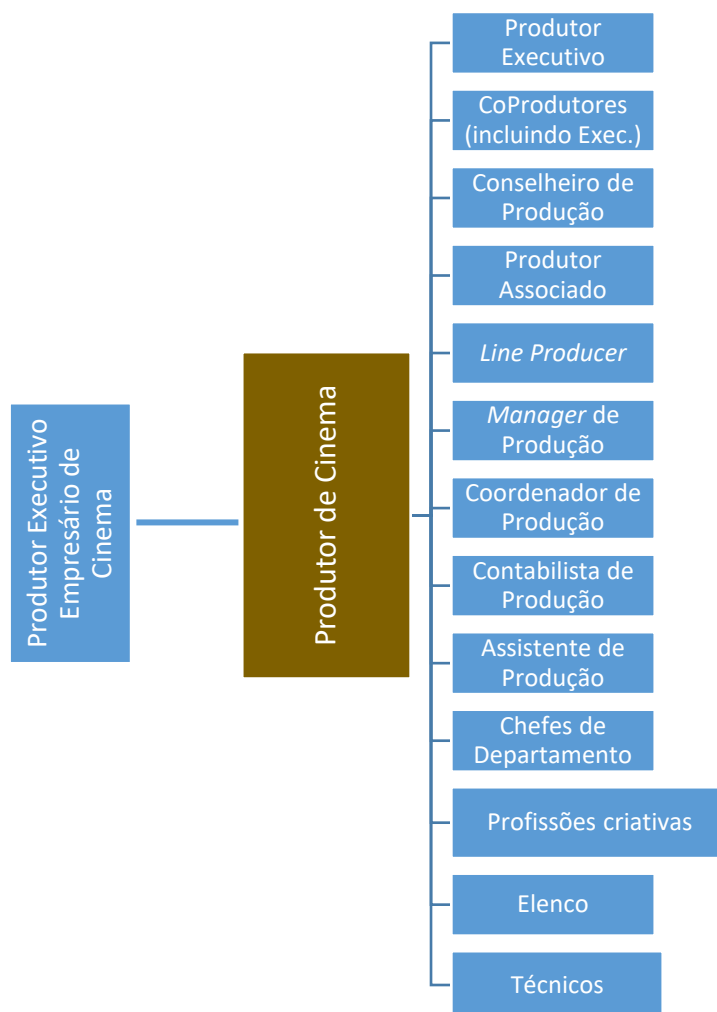 Produtor Executivo
Empresário de
Cinema
Produtor de Cinema
Produtor
Executivo
CoProdutores
(incluindo Exec.)
Conselheiro de
Produção
Produtor
Associado
Line Producer
Manager de
Produção
Coordenador de
Produção
Contabilista de
Produção
Assistente de
Produção
Chefes de
Departamento
Profissões criativas
Elenco
Técnicos